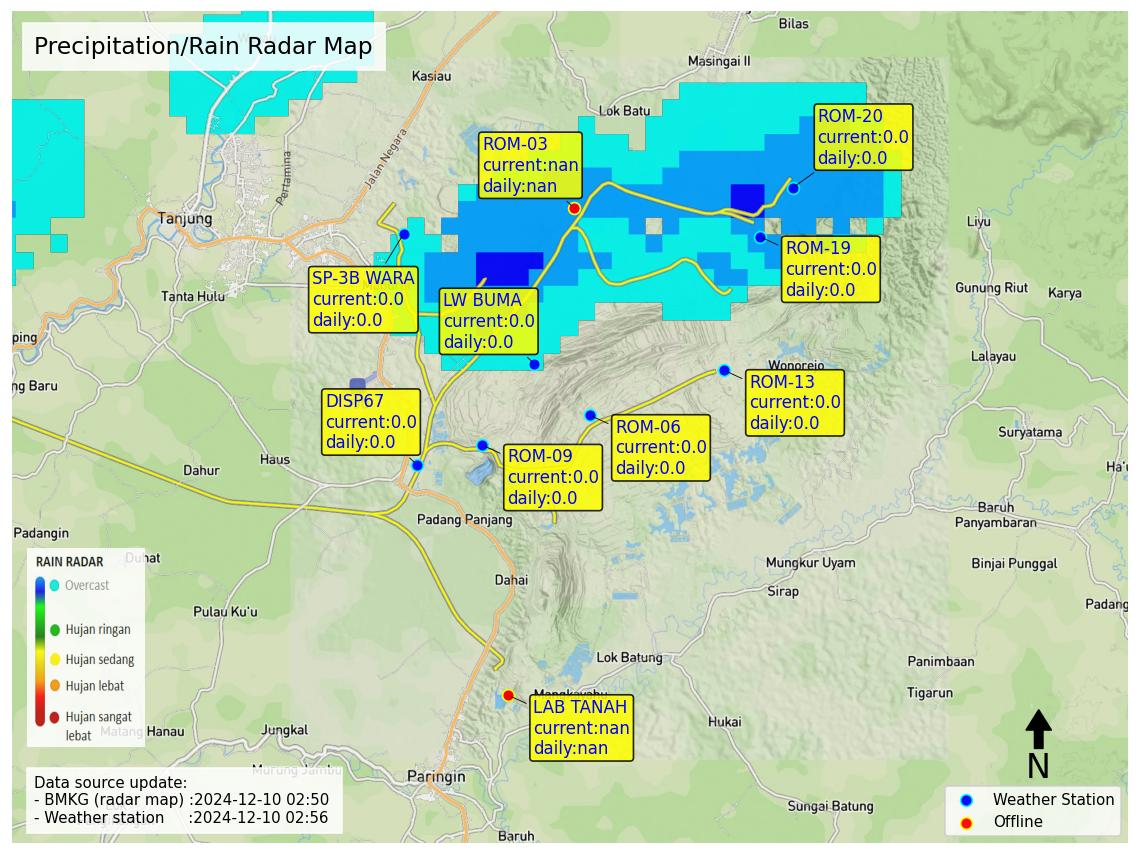 Precipitation/Rain Radar Map
Bilas
Masingai II
Kasiau
Lok Batu
ROM-20
current:0.0
daily:0.0
ROM-03
current:nan
daily:nan
Jalan Negara
Pertamina
Tanjung
Liyu
ROM-19
current:0.0
daily:0.0
SP-3B WARA
current:0.0
daily:0.0
LW BUMA
current:0.0
daily:0.0
Tanta Hulu
Gunung Riut
Karya
ping
Lalayau
Wonorejo
ng Baru
ROM-13
current:0.0
daily:0.0
DISP67
current:0.0
daily:0.0
ROM-06
current:0.0
daily:0.0
Suryatama
ROM-09
current:0.0
daily:0.0
Haus
Dahur
Ha'u
Baruh
Panyambaran
Padang Panjang
Padangin
Duhat
RAIN RADAR
Overcast
Hujan ringan
Hujan sedang
Hujan lebat
Hujan sangat
lebat
Mungkur Uyam
Binjai Punggal
Dahai
Sirap
Padang
Pulau Ku'u
Lok Batung
Panimbaan
Tigarun
Mangkayahu
LAB TANAH
current:nan
daily:nan
Hukai
Matang Hanau
Jungkal
Murung Jambu
Paringin
N
Data source update:
- BMKG (radar map) :2024-12-10 02:50
- Weather station :2024-12-10 02:56
Sungai Batung
Weather Station
Offline
Baruh